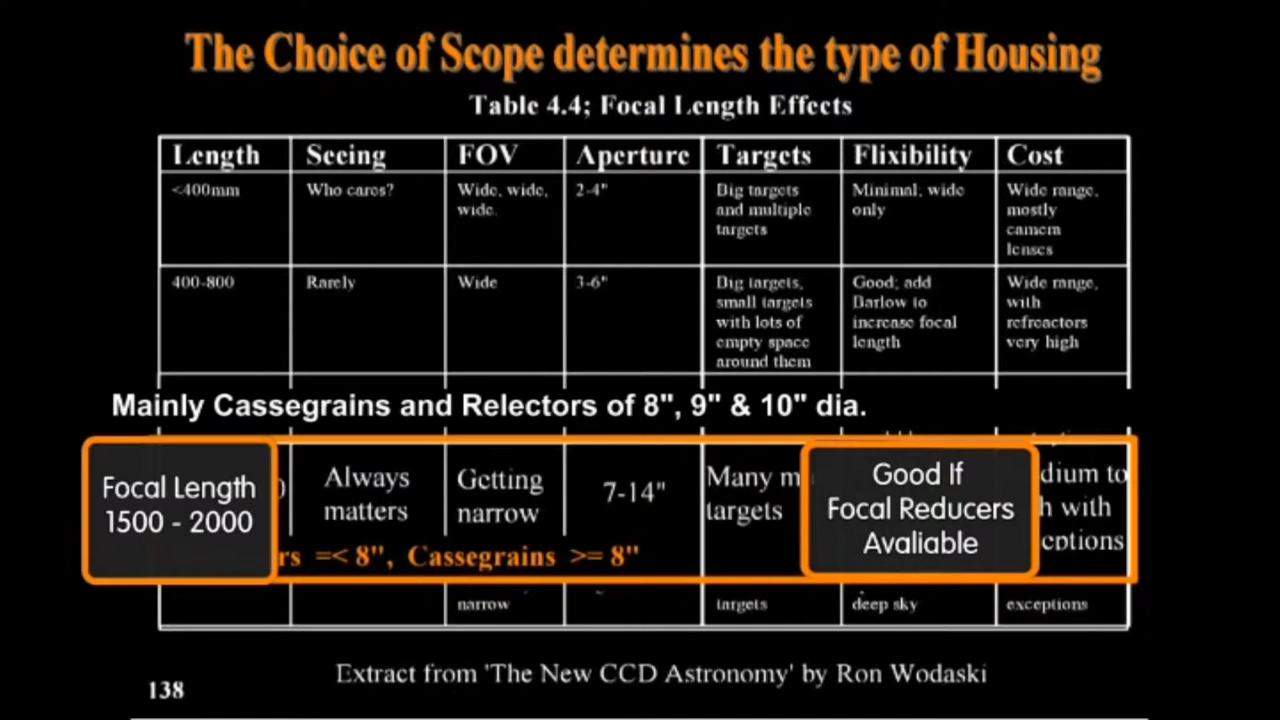 The Choice of Scope determines the type of Housing
Table 4.4; Focal Length Effects
Length Seeing FOV Aperture Targets Flixibility Cost
<400mm Who cares? Wide, wide, 2-4" Big targets Minimal, wide Wide range,
wide. and multiple only mostly
targets camera
lenses
400-800 Rarely Wide 3-6" Big targets, Good; add Wide range,
small targets Barlow to with
with lots of increase focal refreactors
empty space length very high
around them
Mainly Cassegrains and Relectors of 8", 9" & 10" dia.
Focal Length Always Getting 7-14" Many Good If
1500 - 2000 matters narrow targets Focal Reducers with
Avaliable
=< 8", Cassegrains >= 8"
narrow targets deep sky exceptions
Extract from 'The New CCD Astronomy' by Ron Wodaski
138